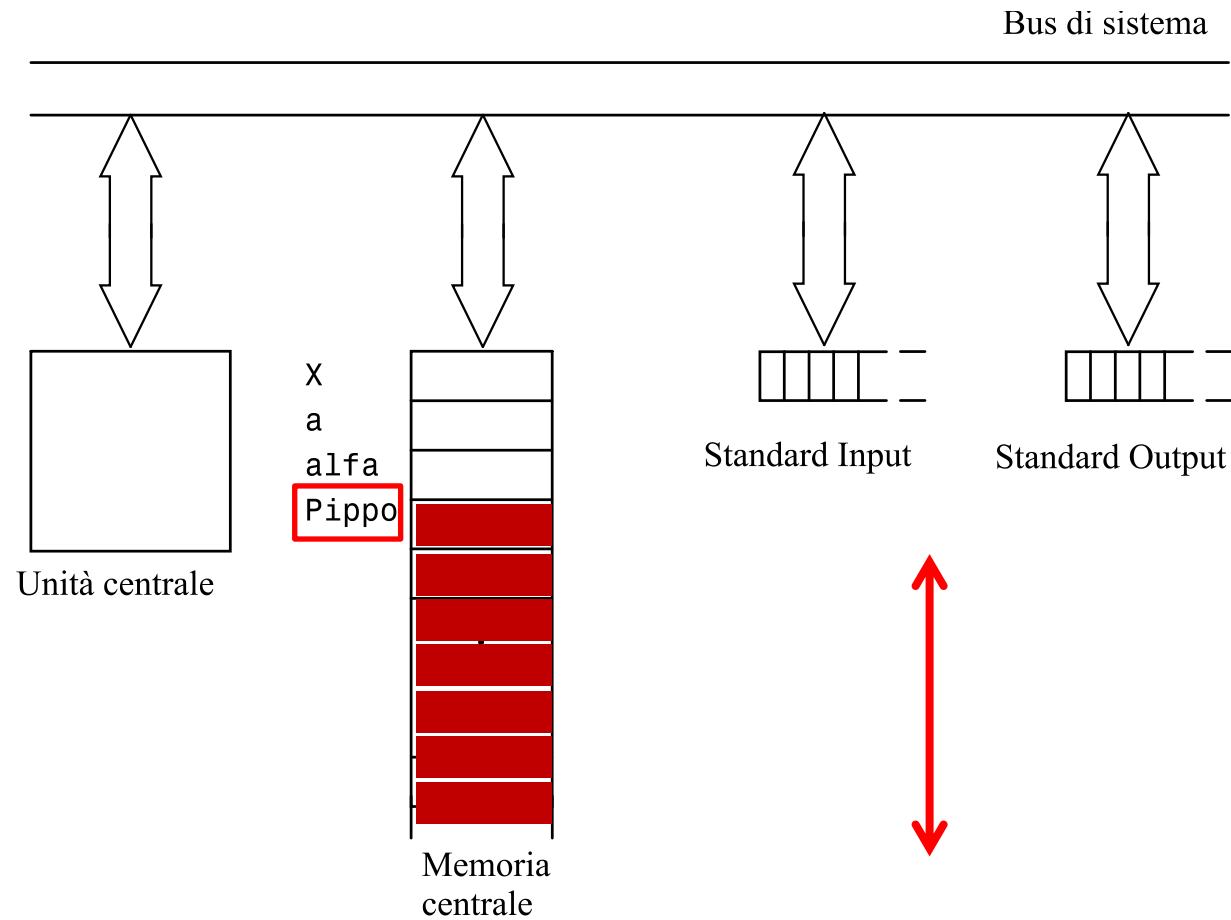 Bus di sistema
X
a
alfa
Pippo
Standard Input
Standard Output
Unità centrale
Memoria
centrale